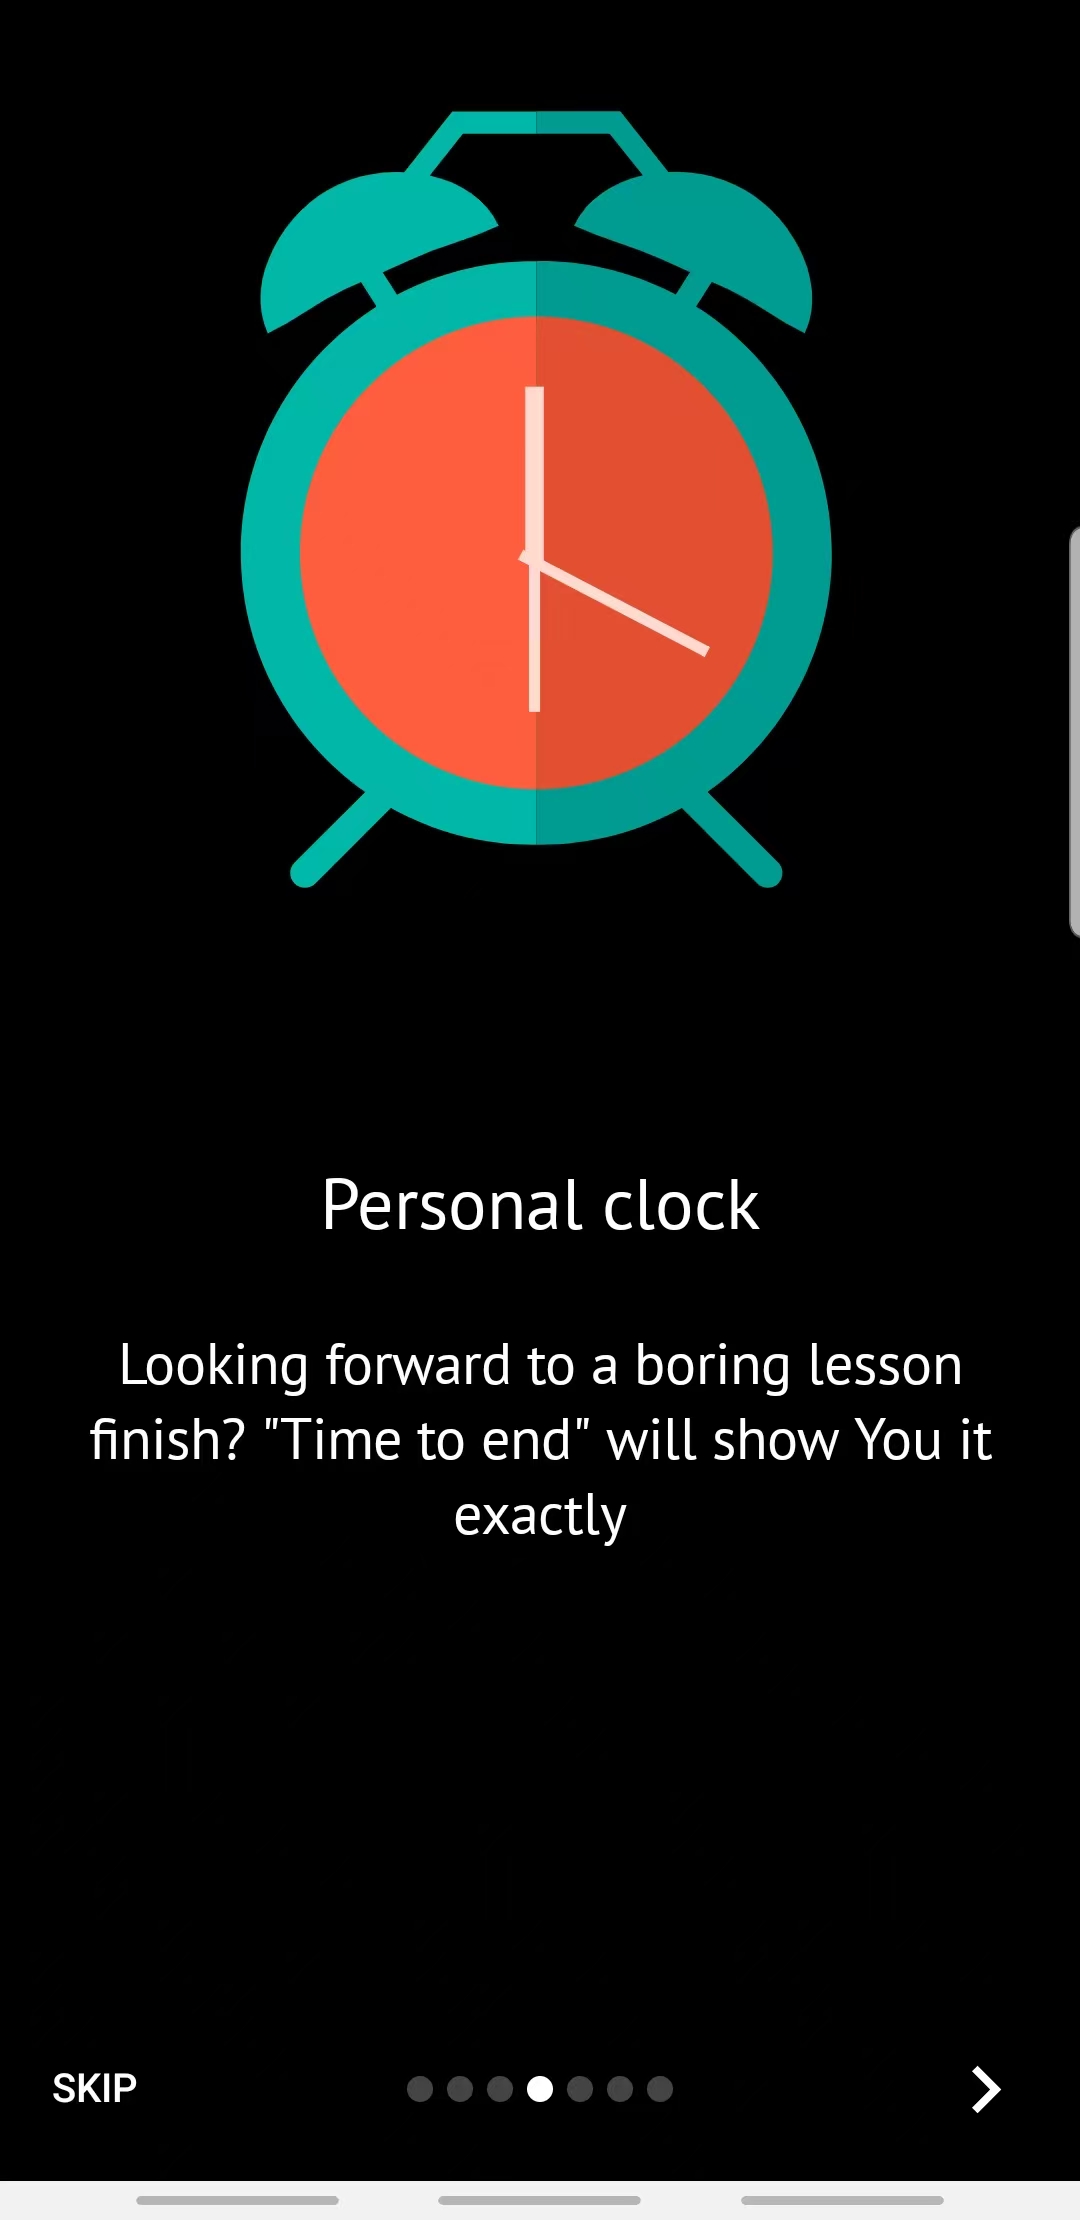 Personal clock
Looking forward to a boring lesson
finish? "Time to end" will show You it
exactly
SKIP